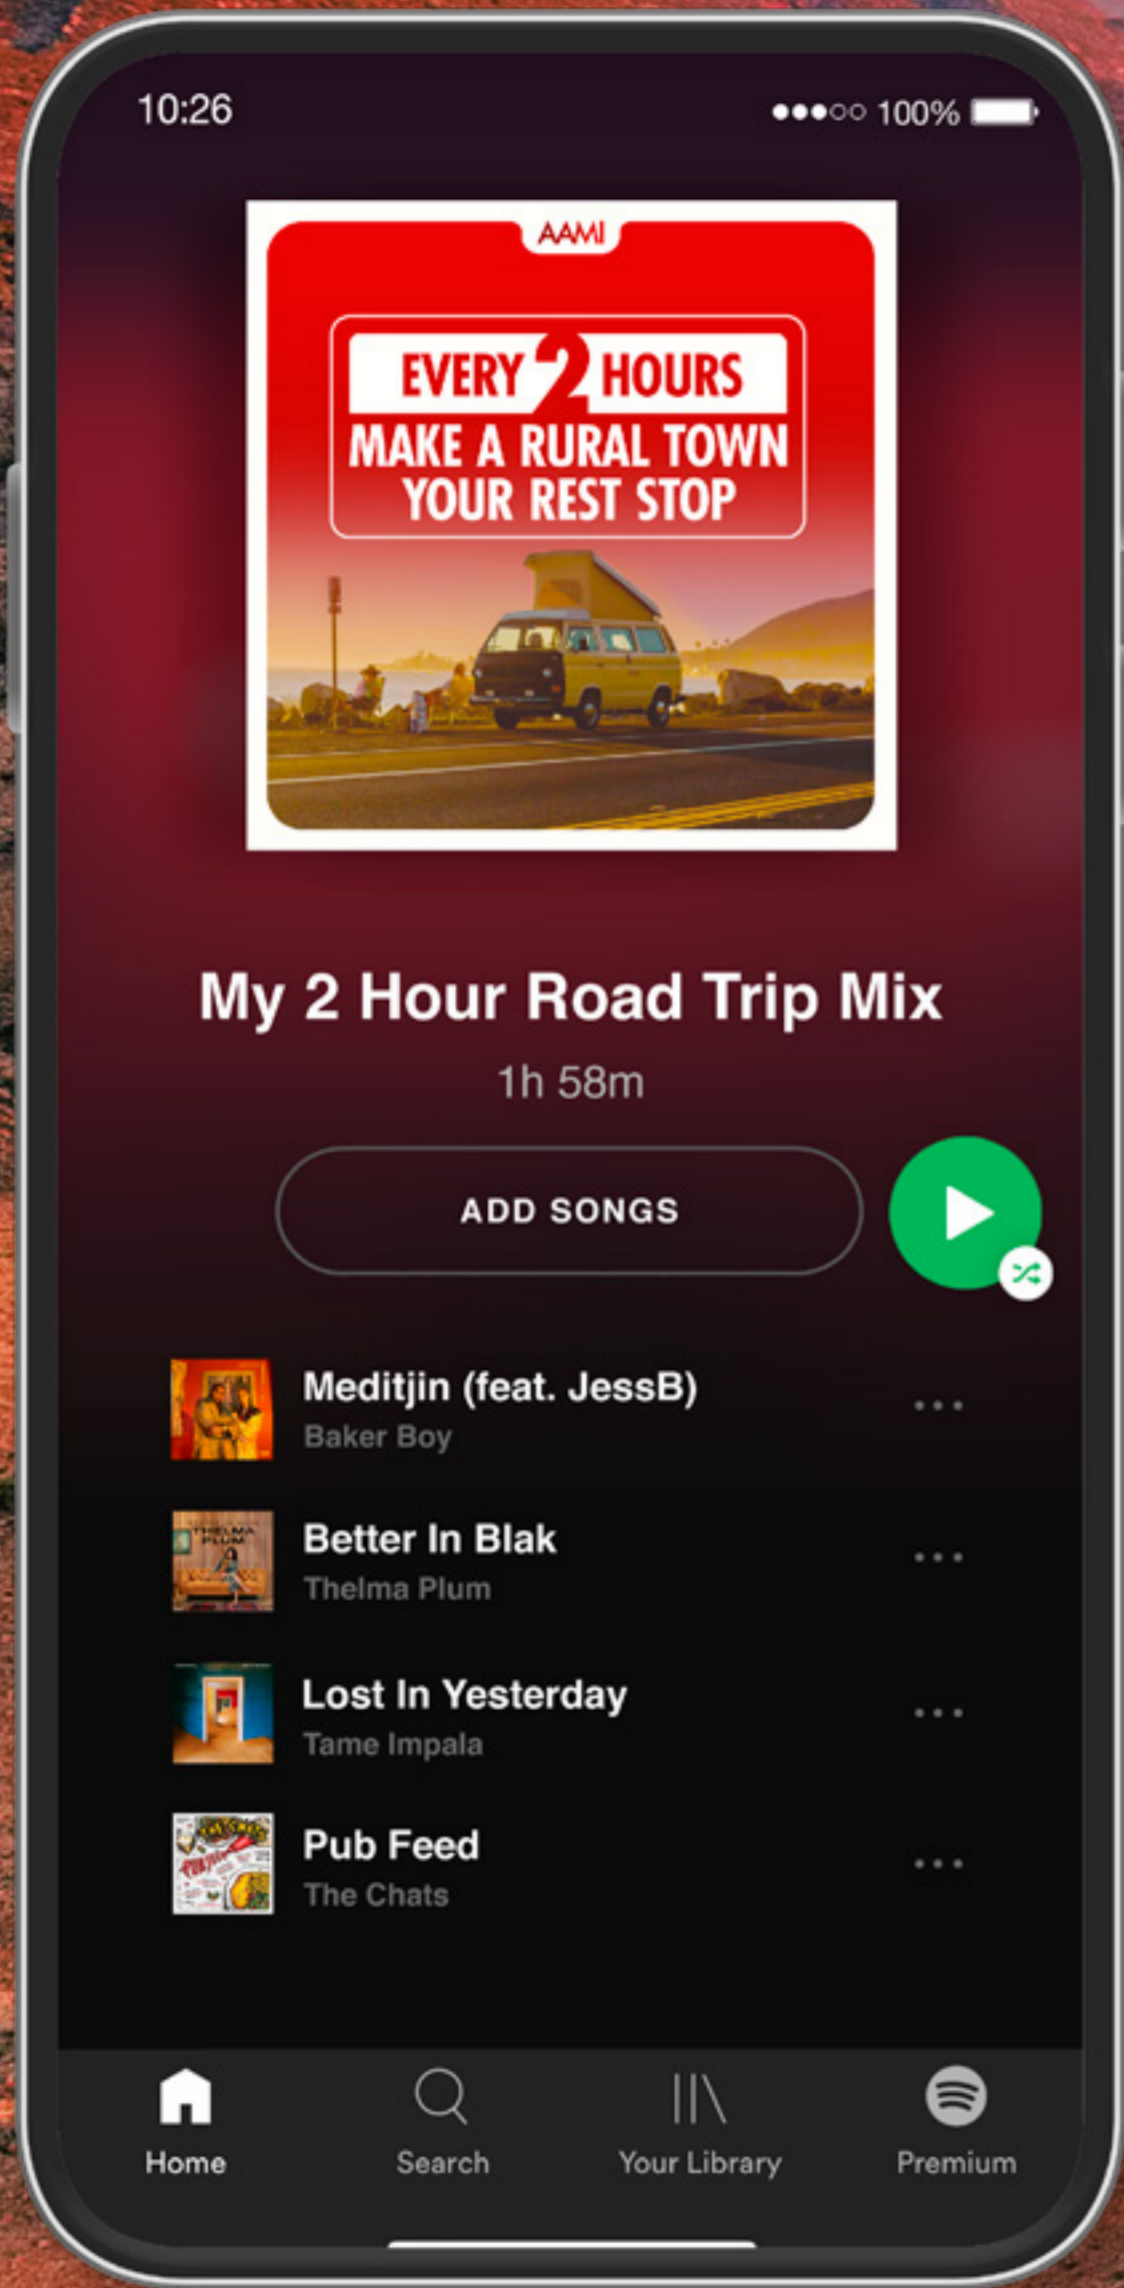 10:26
100%
AAMI
EVERY 2 HOURS
MAKE A RURAL TOWN
YOUR REST STOP
My 2 Hour Road Trip Mix
1h 58m
ADD SONGS
Meditjin (feat. JessB)
Baker Boy
THELMA
PLUM
Better In Blak
Thelma Plum
Lost In Yesterday
Tame Impala
Pub Feed
The Chats
Home
Search
Your Library
Premium